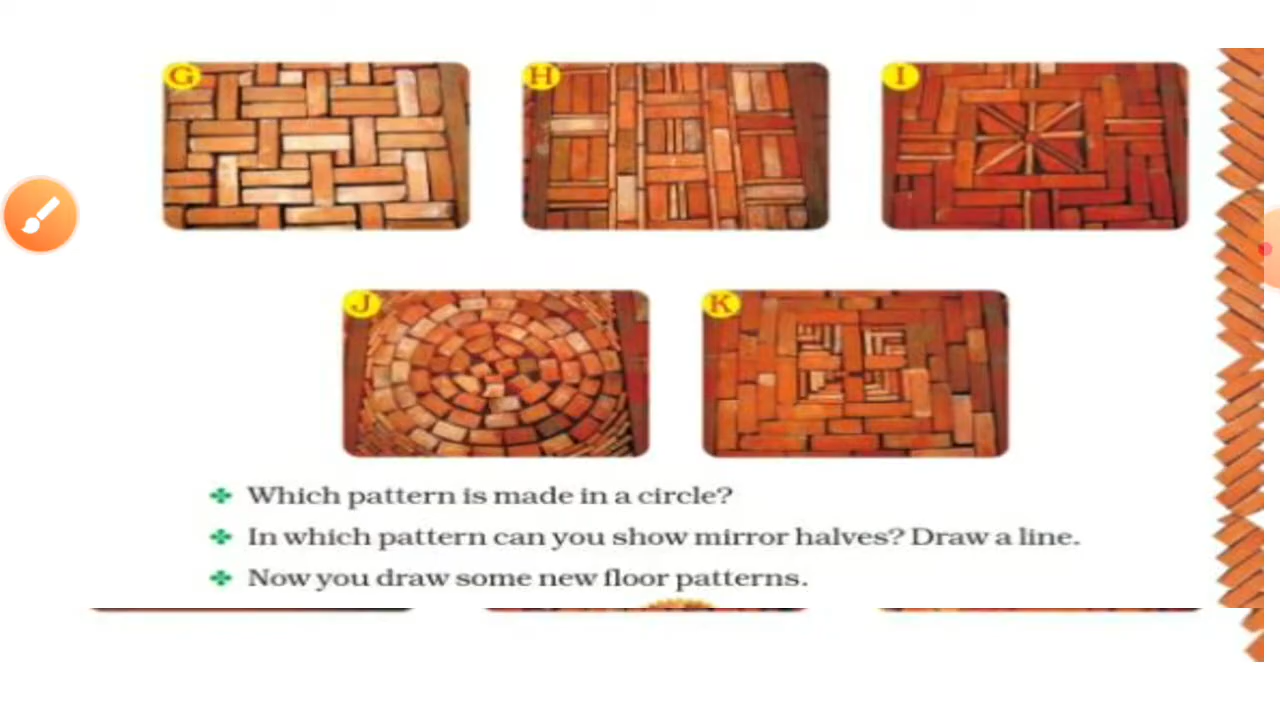 G
H
I
J
K
Which pattern is made in a circle?
In which pattern can you show mirror halves? Draw a line.
Now you draw some new floor patterns.